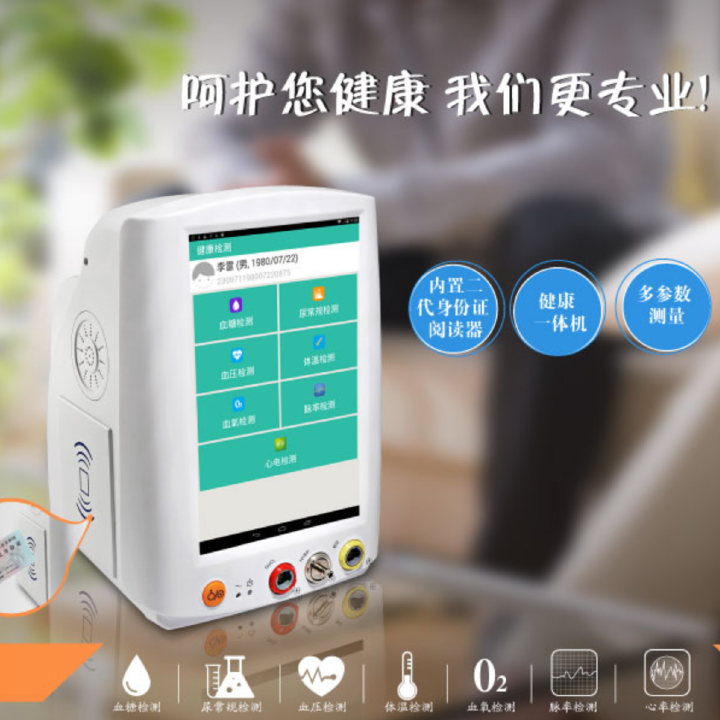 呵护您健康 我们更专业!
内置二
代身份证
阅读器
健康
一体机
多参数
测量
健康检测
李雷 (男, 1980/07/22)
血糖检测
尿常规检测
血压检测
体温检测
血氧检测
脉率检测
心电检测
血糖检测
尿常规检测
血压检测
体温检测
O₂
血氧检测
脉率检测
心率检测